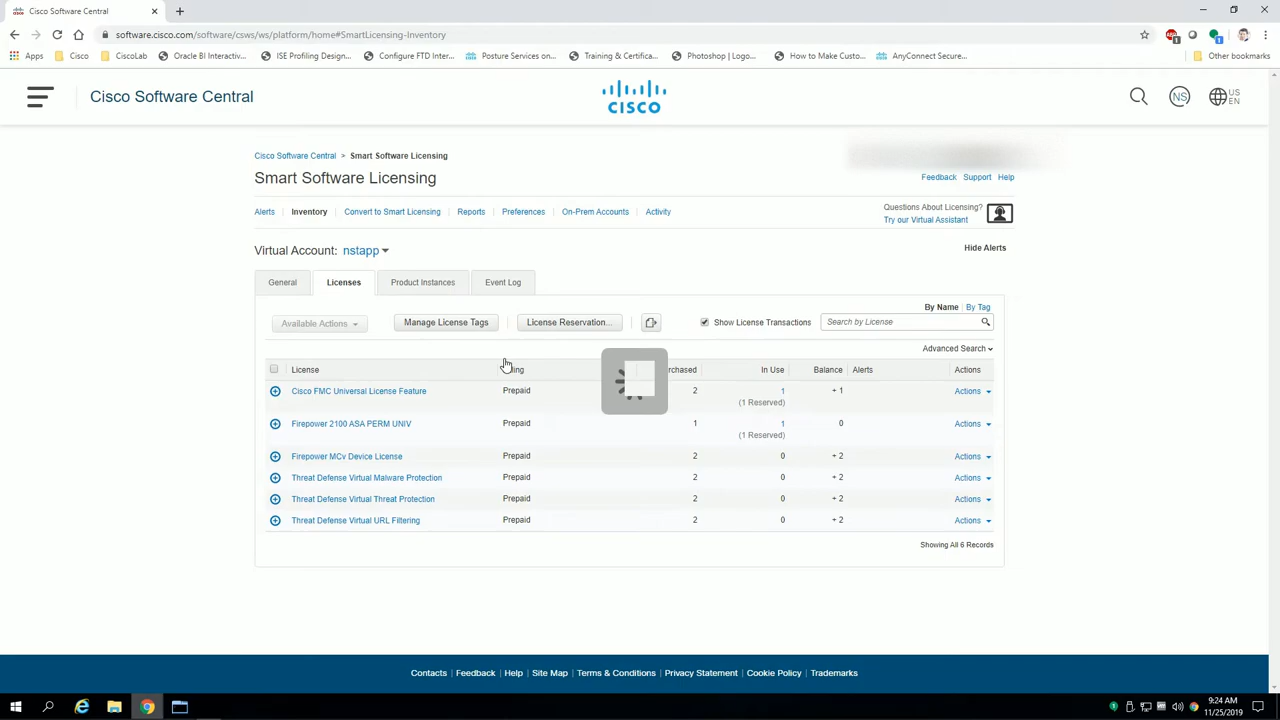 Cisco Software Central
software.cisco.com/software/csws/ws/platform/home#SmartLicensing-Inventory
Apps Cisco CiscoLab Oracle BI Interactiv... ISE Profiling Design... Configure FTD Inter... Posture Services on... Training & Certifica... Photoshop | Logo... How to Make Custo... AnyConnect Secure... Other bookmarks
Cisco Software Central
CISCO
NS
US
EN
Cisco Software Central > Smart Software Licensing
Smart Software Licensing
Feedback Support Help
Alerts | Inventory | Convert to Smart Licensing | Reports | Preferences | On-Prem Accounts | Activity
Questions About Licensing?
Try our Virtual Assistant
Virtual Account: nstapp
Hide Alerts
General Licenses Product Instances Event Log
By Name | By Tag
Available Actions Manage License Tags License Reservation... Show License Transactions Search by License
Advanced Search
License In Use Balance Alerts Actions
Cisco FMC Universal License Feature Prepaid 2 1 + 1 Actions
(1 Reserved)
Firepower 2100 ASA PERM UNIV Prepaid 1 1 0 Actions
(1 Reserved)
Firepower MCv Device License Prepaid 2 0 + 2 Actions
Threat Defense Virtual Malware Protection Prepaid 2 0 + 2 Actions
Threat Defense Virtual Threat Protection Prepaid 2 0 + 2 Actions
Threat Defense Virtual URL Filtering Prepaid 2 0 + 2 Actions
Showing All 6 Records
Contacts | Feedback | Help | Site Map | Terms & Conditions | Privacy Statement | Cookie Policy | Trademarks
9:24 AM
11/25/2019